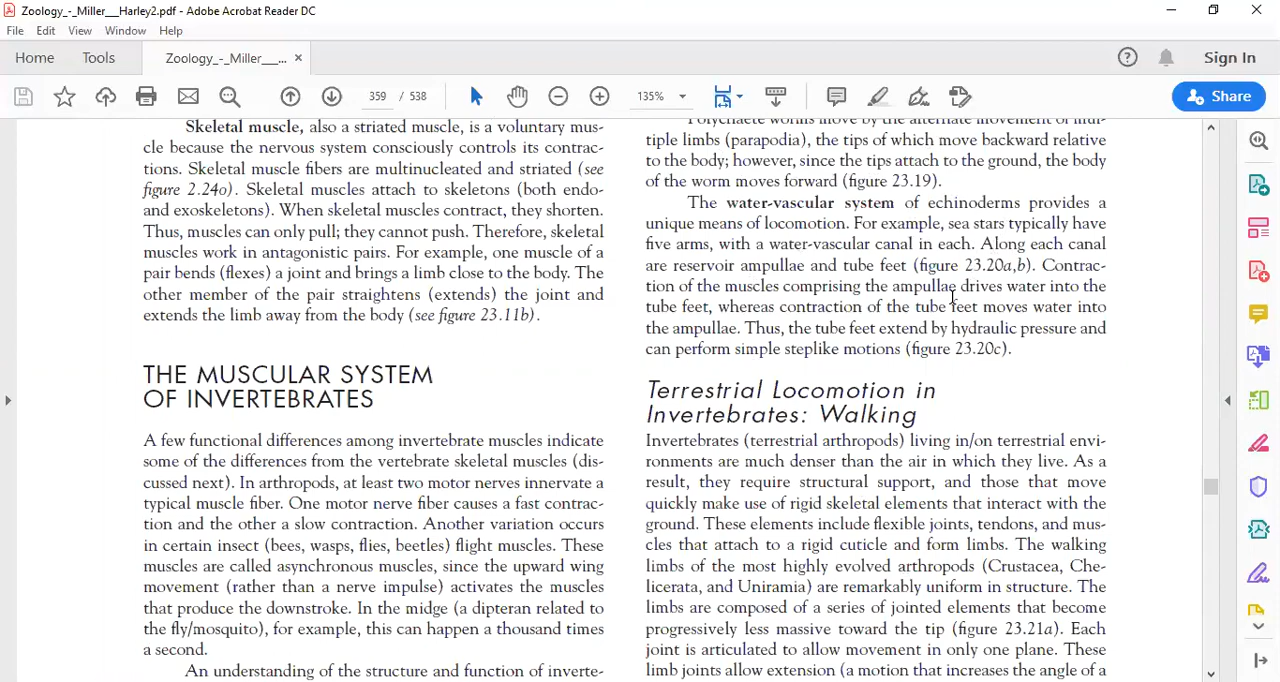 Zoology_-_Miller___Harley2.pdf - Adobe Acrobat Reader DC
File Edit View Window Help
Home Tools Zoology_-_Miller___... × Sign In
359 / 538 135% Share
Skeletal muscle, also a striated muscle, is a voluntary mus-
cle because the nervous system consciously controls its contrac-
tions. Skeletal muscle fibers are multinucleated and striated (see
figure 2.24o). Skeletal muscles attach to skeletons (both endo-
and exoskeletons). When skeletal muscles contract, they shorten.
Thus, muscles can only pull; they cannot push. Therefore, skeletal
muscles work in antagonistic pairs. For example, one muscle of a
pair bends (flexes) a joint and brings a limb close to the body. The
other member of the pair straightens (extends) the joint and
extends the limb away from the body (see figure 23.11b).
THE MUSCULAR SYSTEM
OF INVERTEBRATES
A few functional differences among invertebrate muscles indicate
some of the differences from the vertebrate skeletal muscles (dis-
cussed next). In arthropods, at least two motor nerves innervate a
typical muscle fiber. One motor nerve fiber causes a fast contrac-
tion and the other a slow contraction. Another variation occurs
in certain insect (bees, wasps, flies, beetles) flight muscles. These
muscles are called asynchronous muscles, since the upward wing
movement (rather than a nerve impulse) activates the muscles
that produce the downstroke. In the midge (a dipteran related to
the fly/mosquito), for example, this can happen a thousand times
a second.
An understanding of the structure and function of inverte-
Polychaete worms move by the alternate movement of mul-
tiple limbs (parapodia), the tips of which move backward relative
to the body; however, since the tips attach to the ground, the body
of the worm moves forward (figure 23.19).
The water-vascular system of echinoderms provides a
unique means of locomotion. For example, sea stars typically have
five arms, with a water-vascular canal in each. Along each canal
are reservoir ampullae and tube feet (figure 23.20a,b). Contrac-
tion of the muscles comprising the ampullae drives water into the
tube feet, whereas contraction of the tube feet moves water into
the ampullae. Thus, the tube feet extend by hydraulic pressure and
can perform simple steplike motions (figure 23.20c).
Terrestrial Locomotion in
Invertebrates: Walking
Invertebrates (terrestrial arthropods) living in/on terrestrial envi-
ronments are much denser than the air in which they live. As a
result, they require structural support, and those that move
quickly make use of rigid skeletal elements that interact with the
ground. These elements include flexible joints, tendons, and mus-
cles that attach to a rigid cuticle and form limbs. The walking
limbs of the most highly evolved arthropods (Crustacea, Che-
licerata, and Uniramia) are remarkably uniform in structure. The
limbs are composed of a series of jointed elements that become
progressively less massive toward the tip (figure 23.21a). Each
joint is articulated to allow movement in only one plane. These
limb joints allow extension (a motion that increases the angle of a